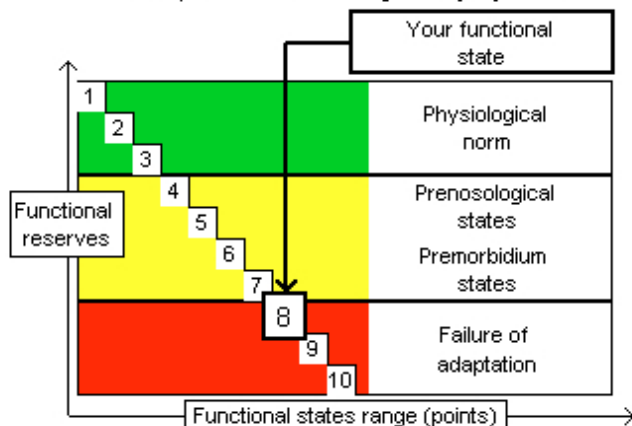 Your functional
state
1
2
3
4
5
6
7
8
9
10
Physiological
norm
Prenosological
states
Premorbidium
states
Failure of
adaptation
Functional
reserves
Functional states range (points)